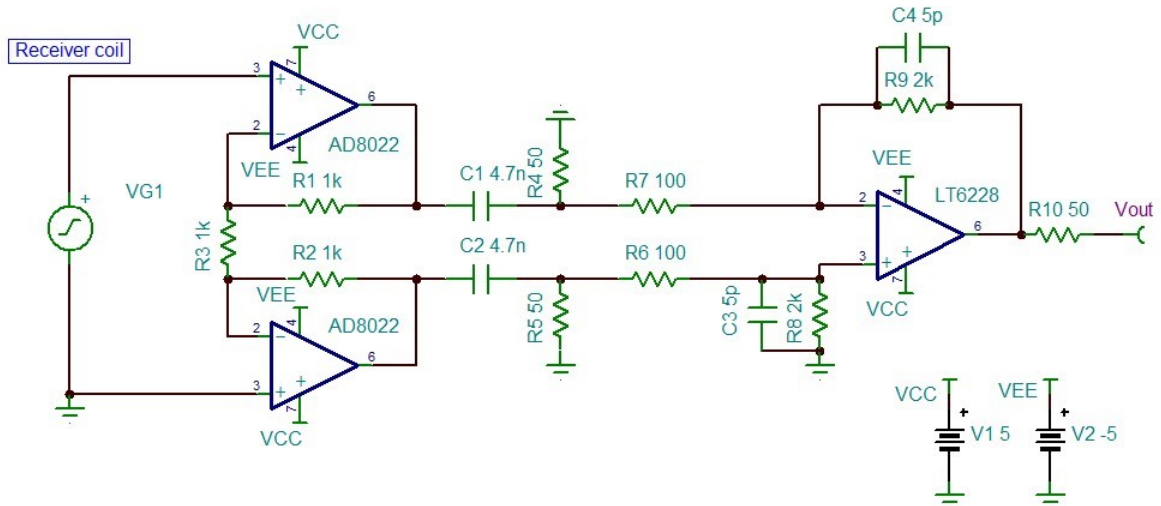 Receiver coil
VCC
3
7
6
2
4
AD8022
VEE
VG1
R1 1k
C1 4.7n
R4 50
R7 100
R3 1k
R2 1k
C2 4.7n
R5 50
R6 100
VEE
4
AD8022
2
6
3
7
VCC
C4 5p
R9 2k
VEE
4
LT6228
2
6
3
7
VCC
R10 50
Vout
C3 5p
R8 2k
VCC
V1 5
VEE
V2 -5